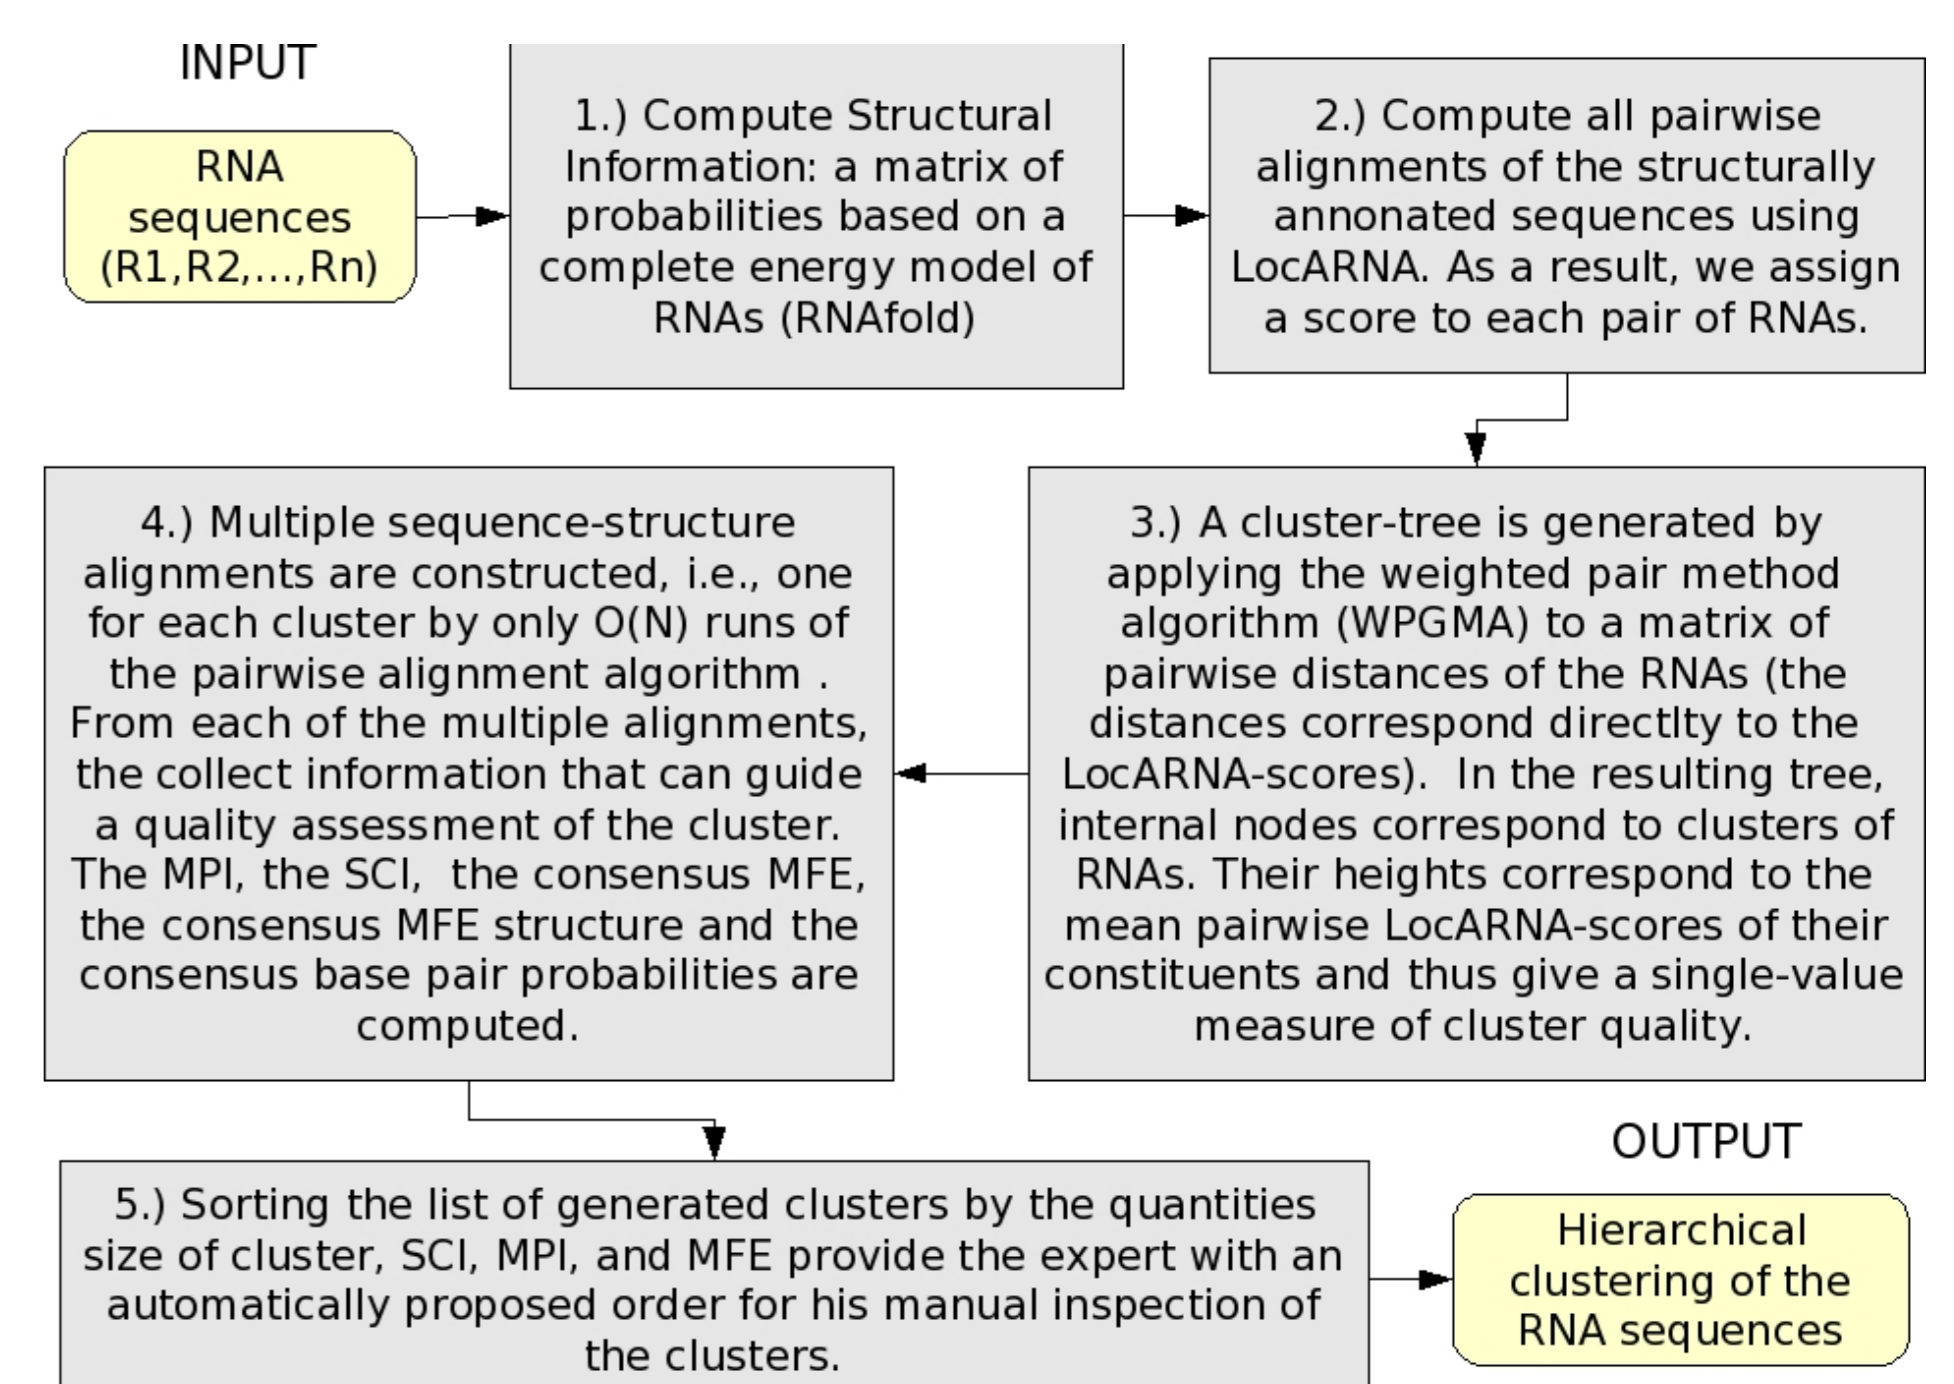 INPUT
RNA
sequences
(R1,R2,...,Rn)
1.) Compute Structural
Information: a matrix of
probabilities based on a
complete energy model of
RNAs (RNAfold)
2.) Compute all pairwise
alignments of the structurally
annonated sequences using
LocARNA. As a result, we assign
a score to each pair of RNAs.
3.) A cluster-tree is generated by
applying the weighted pair method
algorithm (WPGMA) to a matrix of
pairwise distances of the RNAs (the
distances correspond directlty to the
LocARNA-scores).  In the resulting tree,
internal nodes correspond to clusters of
RNAs. Their heights correspond to the
mean pairwise LocARNA-scores of their
constituents and thus give a single-value
measure of cluster quality.
4.) Multiple sequence-structure
alignments are constructed, i.e., one
for each cluster by only O(N) runs of
the pairwise alignment algorithm .
From each of the multiple alignments,
the collect information that can guide
a quality assessment of the cluster.
The MPI, the SCI,  the consensus MFE,
the consensus MFE structure and the
consensus base pair probabilities are
computed.
5.) Sorting the list of generated clusters by the quantities
size of cluster, SCI, MPI, and MFE provide the expert with an
automatically proposed order for his manual inspection of
the clusters.
OUTPUT
Hierarchical
clustering of the
RNA sequences